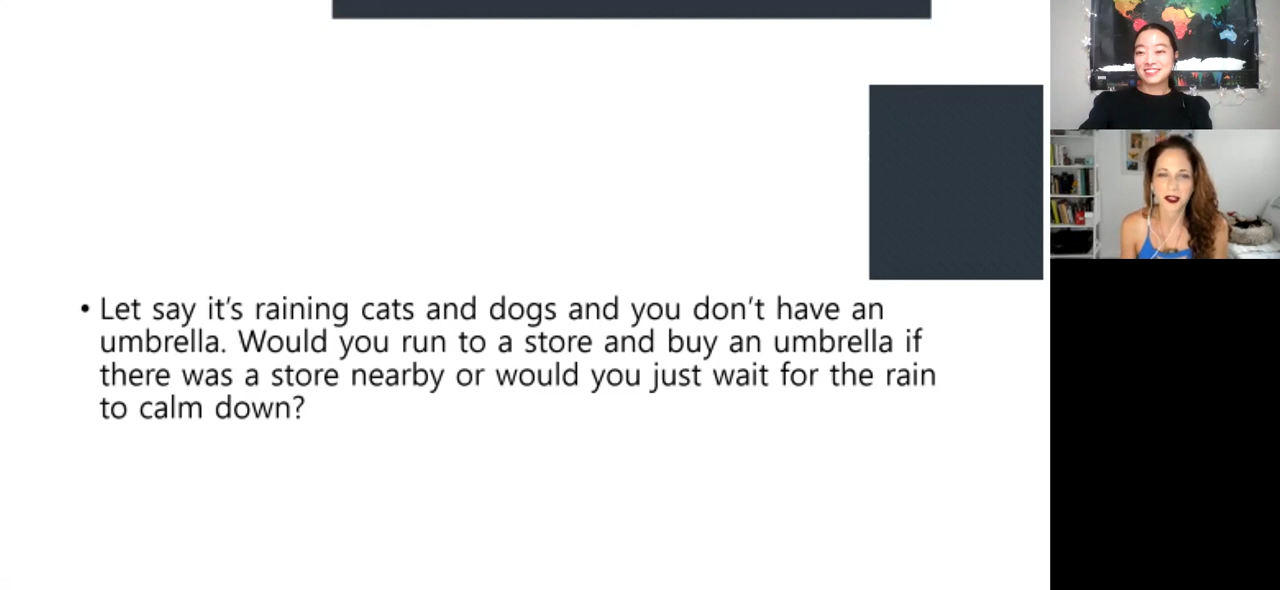 • Let say it's raining cats and dogs and you don't have an
umbrella. Would you run to a store and buy an umbrella if
there was a store nearby or would you just wait for the rain
to calm down?